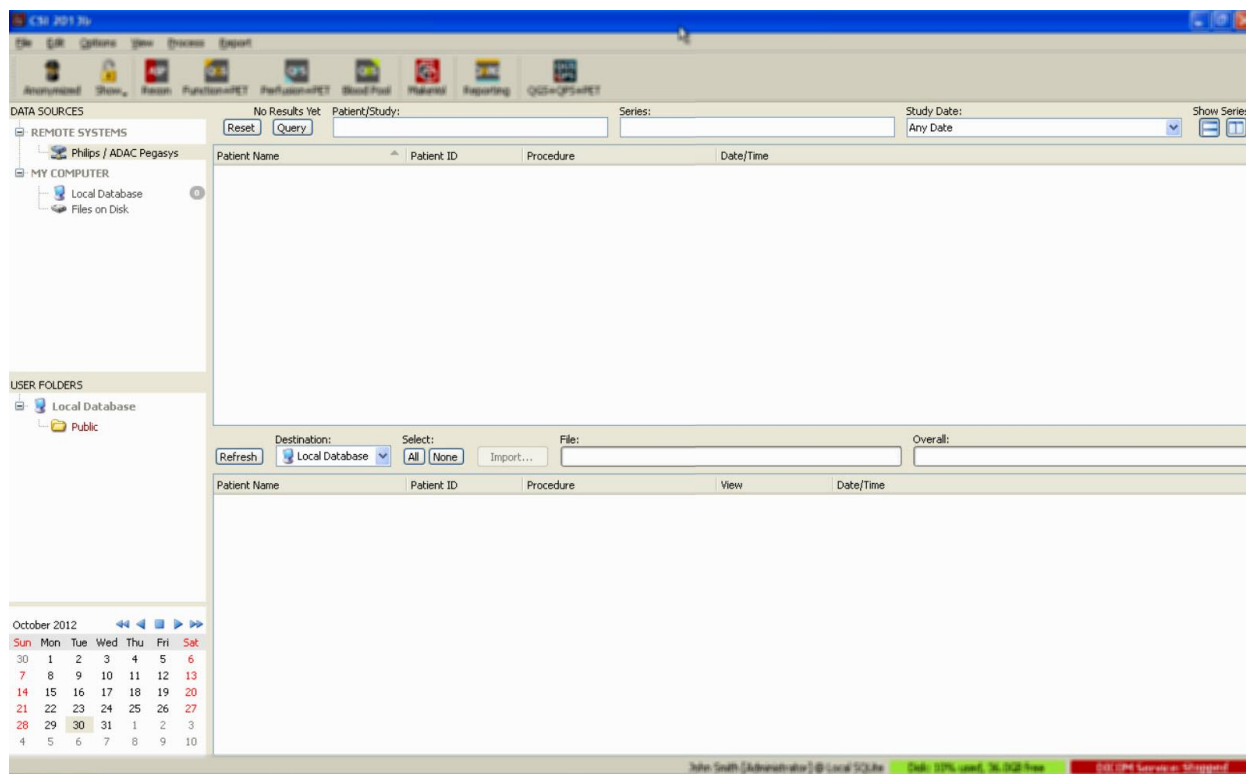 File Edit Options View Process Export
Anonymized Show... Recon Function+PET Perfusion+PET Blood Pool Makerlol Reporting QGS+QPS+PET
DATA SOURCES
REMOTE SYSTEMS
Philips / ADAC Pegasys
MY COMPUTER
Local Database 0
Files on Disk
No Results Yet Patient/Study: Series: Study Date: Show Series
Reset Query Any Date
Patient Name Patient ID Procedure Date/Time
USER FOLDERS
Local Database
Public
Destination: Select: File: Overall:
Refresh Local Database All None Import...
Patient Name Patient ID Procedure View Date/Time
October 2012
Sun Mon Tue Wed Thu Fri Sat
30 1 2 3 4 5 6
7 8 9 10 11 12 13
14 15 16 17 18 19 20
21 22 23 24 25 26 27
28 29 30 31 1 2 3
4 5 6 7 8 9 10
John Smith [Administrator] @ Local SQLite Disk: used, 36.0GB free DICOM Service: Stopped